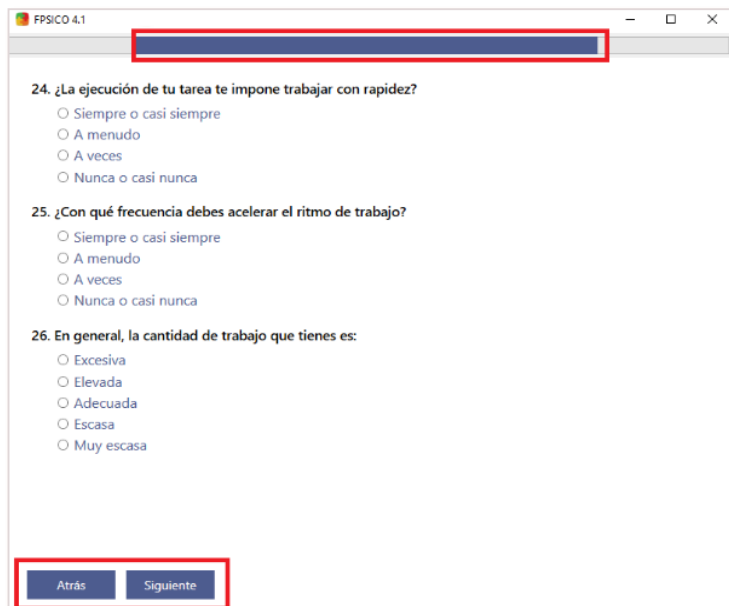 FPSICO 4.1
24. ¿La ejecución de tu tarea te impone trabajar con rapidez?
Siempre o casi siempre
A menudo
A veces
Nunca o casi nunca
25. ¿Con qué frecuencia debes acelerar el ritmo de trabajo?
Siempre o casi siempre
A menudo
A veces
Nunca o casi nunca
26. En general, la cantidad de trabajo que tienes es:
Excesiva
Elevada
Adecuada
Escasa
Muy escasa
Atrás Siguiente